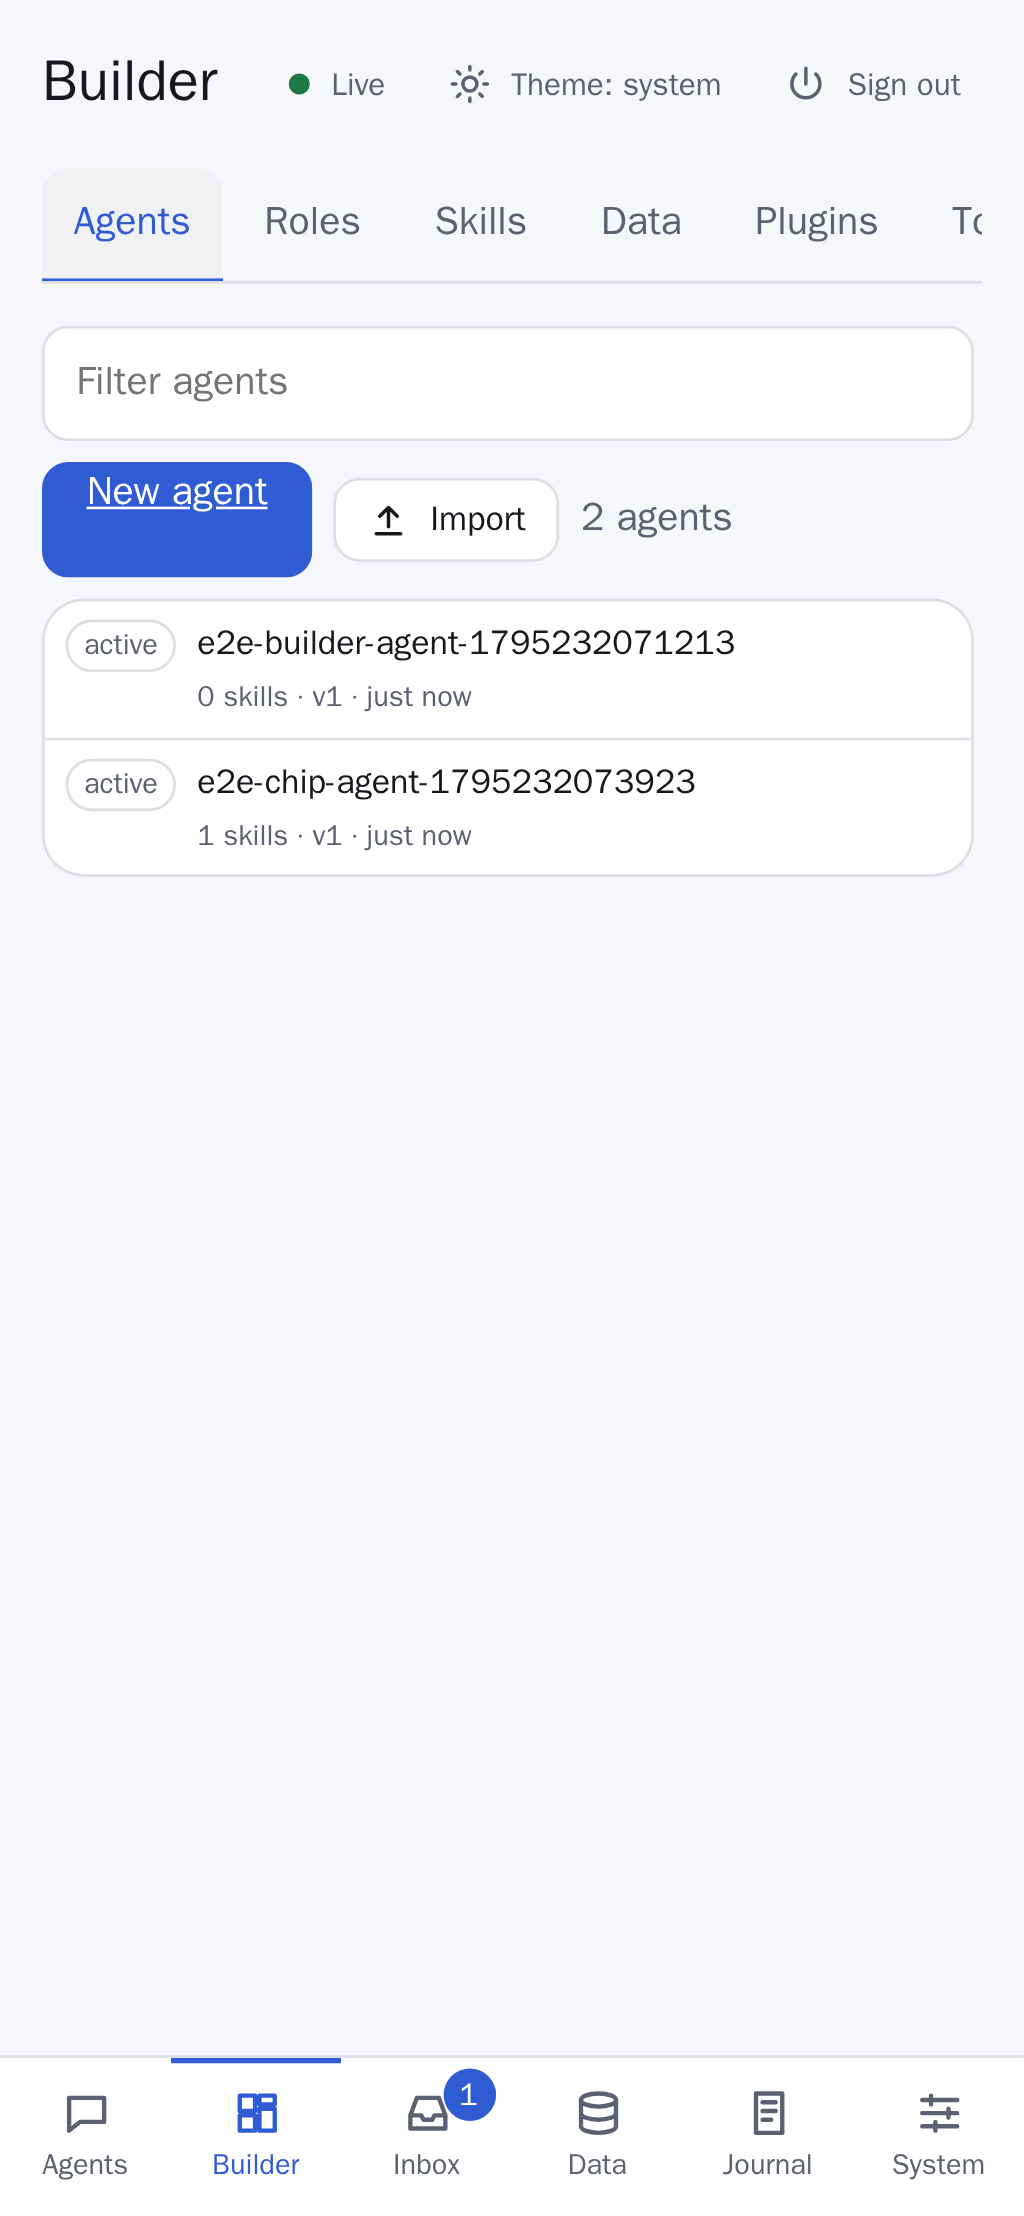 Builder Live Theme: system Sign out
Agents Roles Skills Data Plugins
Filter agents
New agent Import 2 agents
active e2e-builder-agent-1795232071213
0 skills · v1 · just now
active e2e-chip-agent-1795232073923
1 skills · v1 · just now
1
Agents Builder Inbox Data Journal System